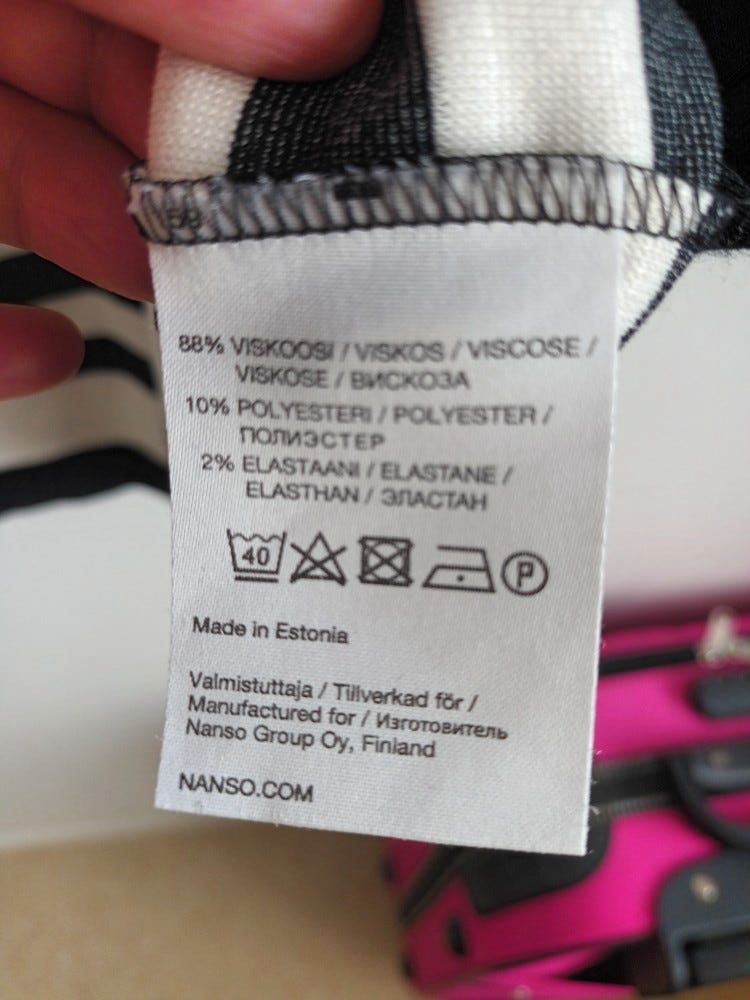 88% VISKOOSI / VISKOS / VISCOSE /
VISKOSE / ВИСКОЗА
10% POLYESTERI / POLYESTER /
ПОЛИЭСТЕР
2% ELASTAANI / ELASTANE /
ELASTHAN / ЭЛАСТАН
40 P
Made in Estonia
Valmistuttaja / Tillverkad för /
Manufactured for / Изготовитель
Nanso Group Oy, Finland
NANSO.COM